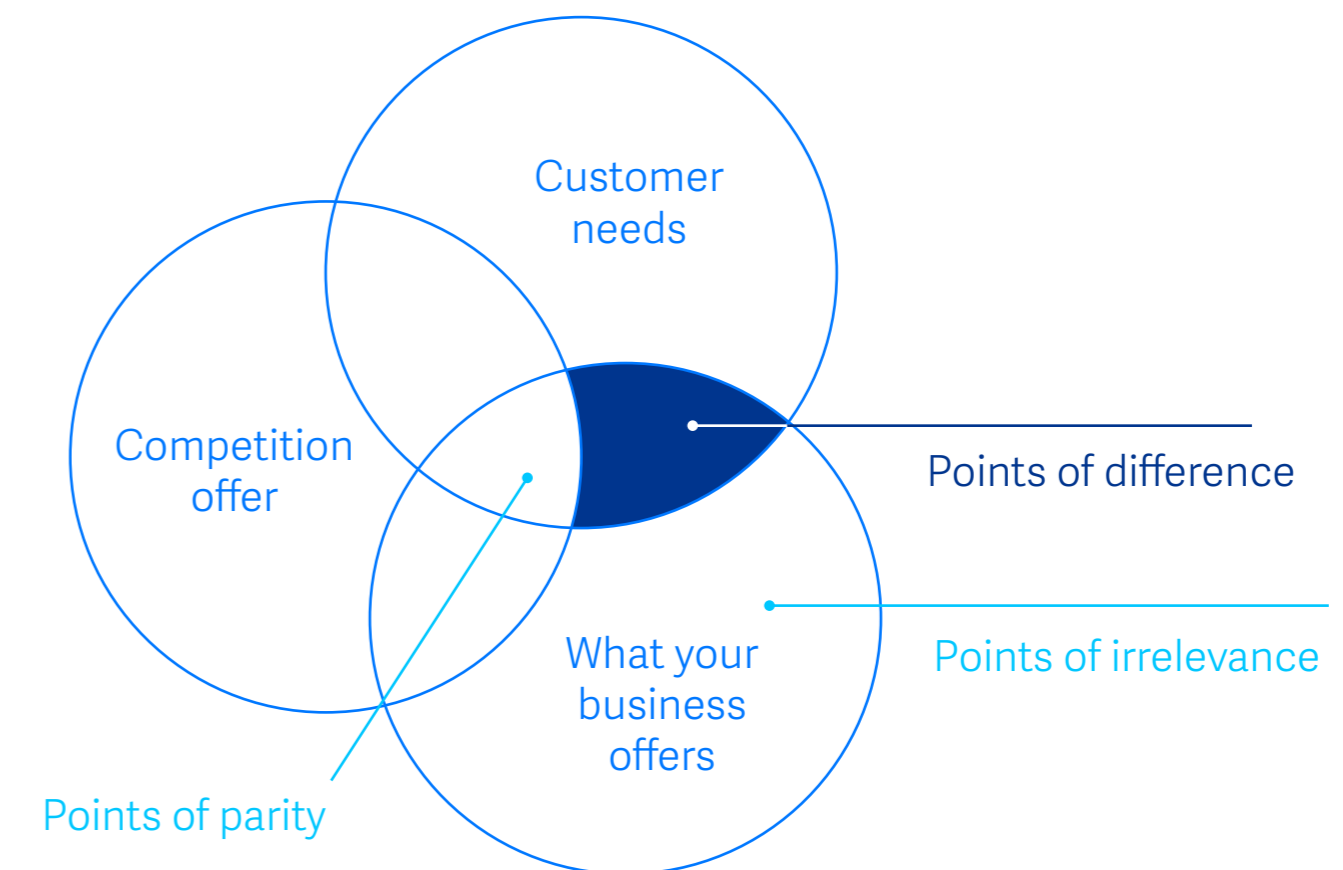 Customer
needs
Competition
offer
Points of difference
What your
business
offers
Points of irrelevance
Points of parity